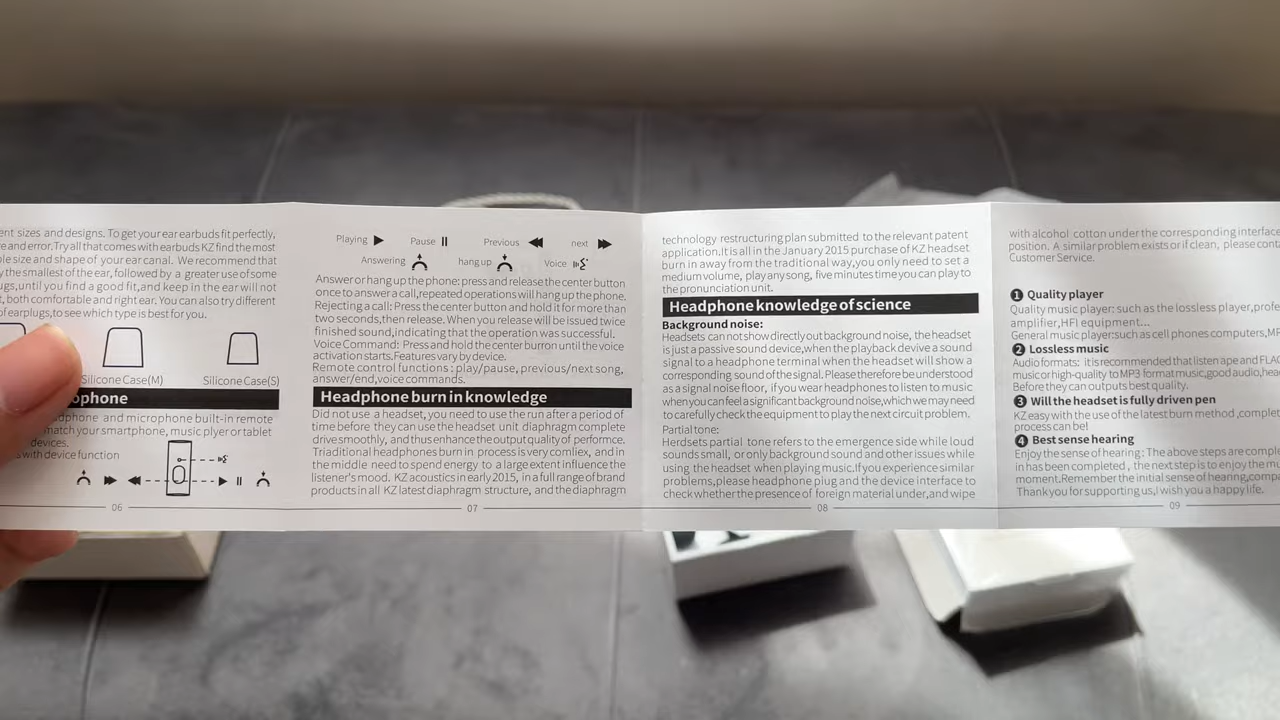 ent sizes and designs. To get your ear earbuds fit perfectly,
re and error.Try all that comes with earbuds KZ find the most
le size and shape of your ear canal. We recommend that
y the smallest of the ear, followed by a greater use of some
ugs,until you find a good fit,and keep in the ear will not
t, both comfortable and right ear. You can also try different
of earplugs,to see which type is best for you.
Silicone Case(M) Silicone Case(S)
ophone
dphone and microphone built-in remote
match your smartphone, music plyer or tablet
devices.
with device function
06
Playing Pause Previous next
Answering hang up Voice
Answer or hang up the phone: press and release the center button
once to answer a call,repeated operations will hang up the phone.
Rejecting a call: Press the center button and hold it for more than
two seconds,then release. When you release will be issued twice
finished sound,indicating that the operation was successful.
Voice Command: Press and hold the center burron until the voice
activation starts.Features vary by device.
Remote control functions : play/pause, previous/next song,
answer/end,voice commands.
Headphone burn in knowledge
Did not use a headset, you need to use the run after a period of
time before they can use the headset unit diaphragm complete
drive smoothly, and thus enhance the output quality of performce.
Traditional headphones burn in process is very comliex, and in
the middle need to spend energy to a large extent influence the
listener's mood. KZ acoustics in early 2015, in a full range of brand
products in all KZ latest diaphragm structure, and the diaphragm
07
technology restructuring plan submitted to the relevant patent
application.It is all in the January 2015 purchase of KZ headset
burn in away from the traditional way,you only need to set a
medium volume, play any song, five minutes time you can play to
the pronunciation unit.
Headphone knowledge of science
Background noise:
Headsets can not show directly out background noise, the headset
is just a passive sound device,when the playback devive a sound
signal to a headphone terminal when the headset will show a
corresponding sound of the signal. Please therefore be understood
as a signal noise floor, if you wear headphones to listen to music
when you can feel a significant background noise,which we may need
to carefully check the equipment to play the next circuit problem.
Partial tone:
Herdsets partial tone refers to the emergence side while loud
sounds small, or only background sound and other issues while
using the headset when playing music.If you experience similar
problems,please headphone plug and the device interface to
check whether the presence of foreign material under,and wipe
08
with alcohol cotton under the corresponding interface
position. A similar problem exists or if clean, please cont
Customer Service.
1 Quality player
Quality music player: such as the lossless player,profe
amplifier,HFI equipment...
General music player:such as cell phones computers,MP
2 Lossless music
Audio formats: it is recommended that listen ape and FLAC
music or high-quality to MP3 format music,good audio,hea
Before they can outputs best quality.
3 Will the headset is fully driven pen
KZ easy with the use of the latest burn method,complet
process can be!
4 Best sense hearing
Enjoy the sense of hearing: The above steps are comple
in has been completed , the next step is to enjoy the mu
moment.Remember the initial sense of hearing,compa
Thank you for supporting us,I wish you a happy life.
09